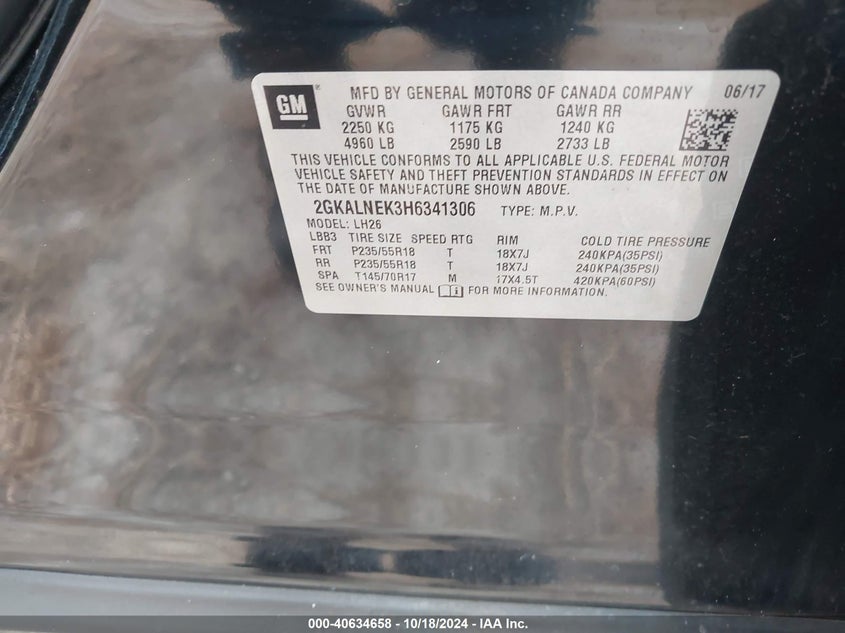 GM ® MFD BY GENERAL MOTORS OF CANADA COMPANY 06/17
GVWR GAWR FRT GAWR RR
2250 KG 1175 KG 1240 KG
4960 LB 2590 LB 2733 LB
THIS VEHICLE CONFORMS TO ALL APPLICABLE U.S. FEDERAL MOTOR
VEHICLE SAFETY AND THEFT PREVENTION STANDARDS IN EFFECT ON
THE DATE OF MANUFACTURE SHOWN ABOVE.
2GKALNEK3H6341306 TYPE: M.P.V.
MODEL: LH26
LBB3 TIRE SIZE SPEED RTG RIM COLD TIRE PRESSURE
FRT P235/55R18 T 18X7J 240KPA(35PSI)
RR P235/55R18 T 18X7J 240KPA(35PSI)
SPA T145/70R17 M 17X4.5T 420KPA(60PSI)
SEE OWNER'S MANUAL FOR MORE INFORMATION.
000-40634658 - 10/18/2024 - IAA Inc.